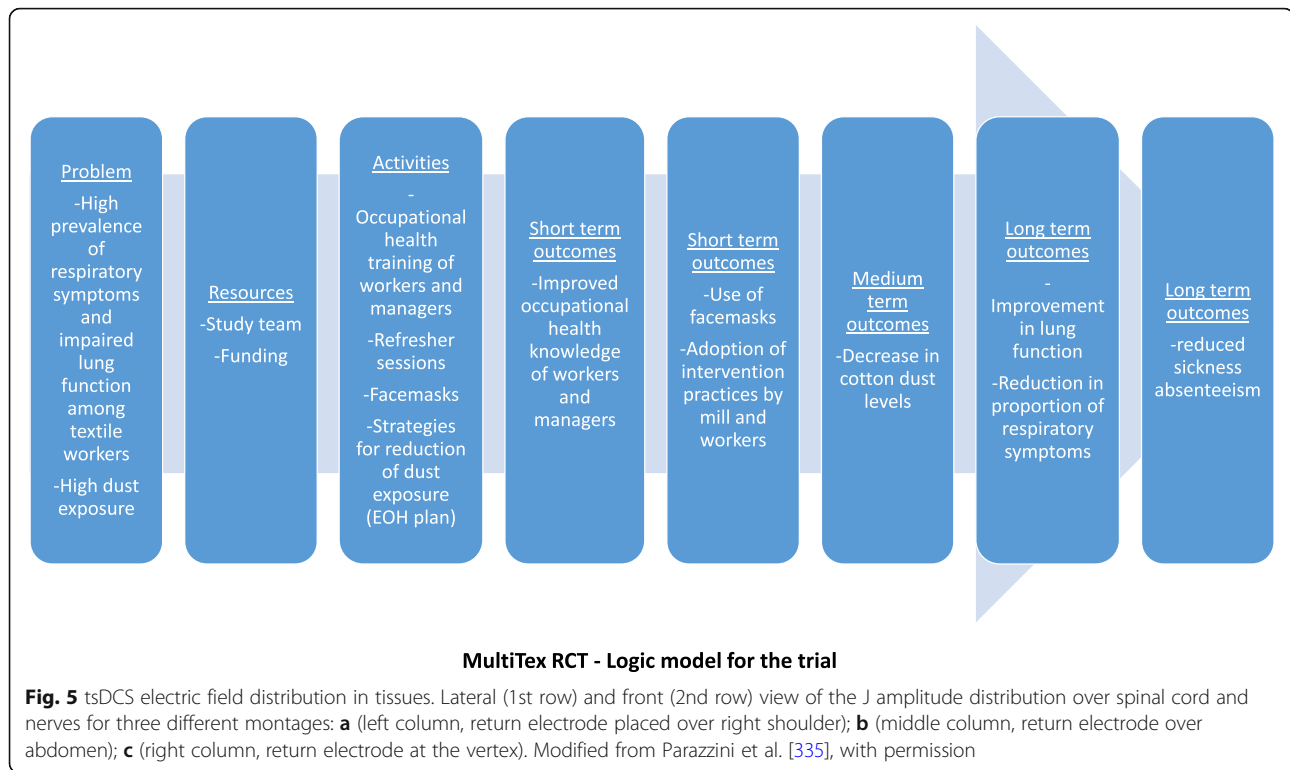 Problem
-High
prevalence
of
respiratory
symptoms
and
impaired
lung
function
among
textile
workers
-High dust
exposure
Resources
-Study team
-Funding
Activities
-
Occupational
health
training of
workers and
managers
-Refresher
sessions
-Facemasks
-Strategies
for reduction
of dust
exposure
(EOH plan)
Short term
outcomes
-Improved
occupational
health
knowledge
of workers
and
managers
Short term
outcomes
-Use of
facemasks
-Adoption of
intervention
practices by
mill and
workers
Medium
term
outcomes
-Decrease in
cotton dust
levels
Long term
outcomes
-
Improvement
in lung
function
-Reduction in
proportion of
respiratory
symptoms
Long term
outcomes
-reduced
sickness
absenteeism
MultiTex RCT - Logic model for the trial
Fig. 5 tsDCS electric field distribution in tissues. Lateral (1st row) and front (2nd row) view of the J amplitude distribution over spinal cord and
nerves for three different montages: a (left column, return electrode placed over right shoulder); b (middle column, return electrode over
abdomen); c (right column, return electrode at the vertex). Modified from Parazzini et al. [335], with permission